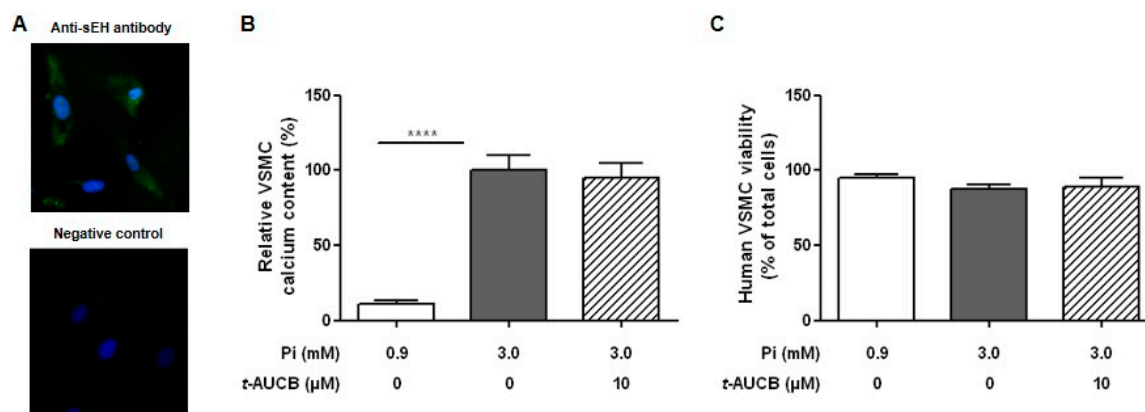 A
Anti-sEH antibody
Negative control
B
Relative VSMC
calcium content (%)
150
100
50
0
****
Pi (mM) 0.9 3.0 3.0
t-AUCB (µM) 0 0 10
C
Human VSMC viability
(% of total cells)
150
100
50
0
Pi (mM) 0.9 3.0 3.0
t-AUCB (µM) 0 0 10